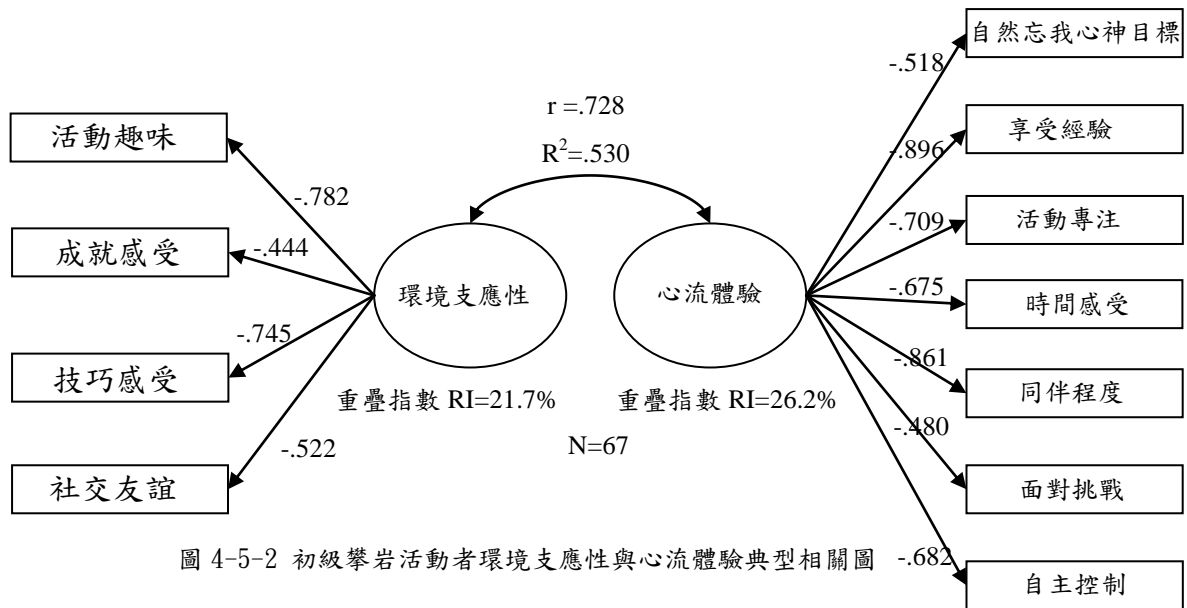 自然忘我心神目標
-.518
r =.728
活動趣味
享受經驗
R²=.530
-.896
-.782
-.709
活動專注
成就感受
-.444
環境支應性
心流體驗
-.675
時間感受
-.745
技巧感受
-.861
同伴程度
重疊指數 RI=21.7%
重疊指數 RI=26.2%
-.522
-.480
N=67
社交友誼
面對挑戰
圖 4-5-2 初級攀岩活動者環境支應性與心流體驗典型相關圖
-.682
自主控制